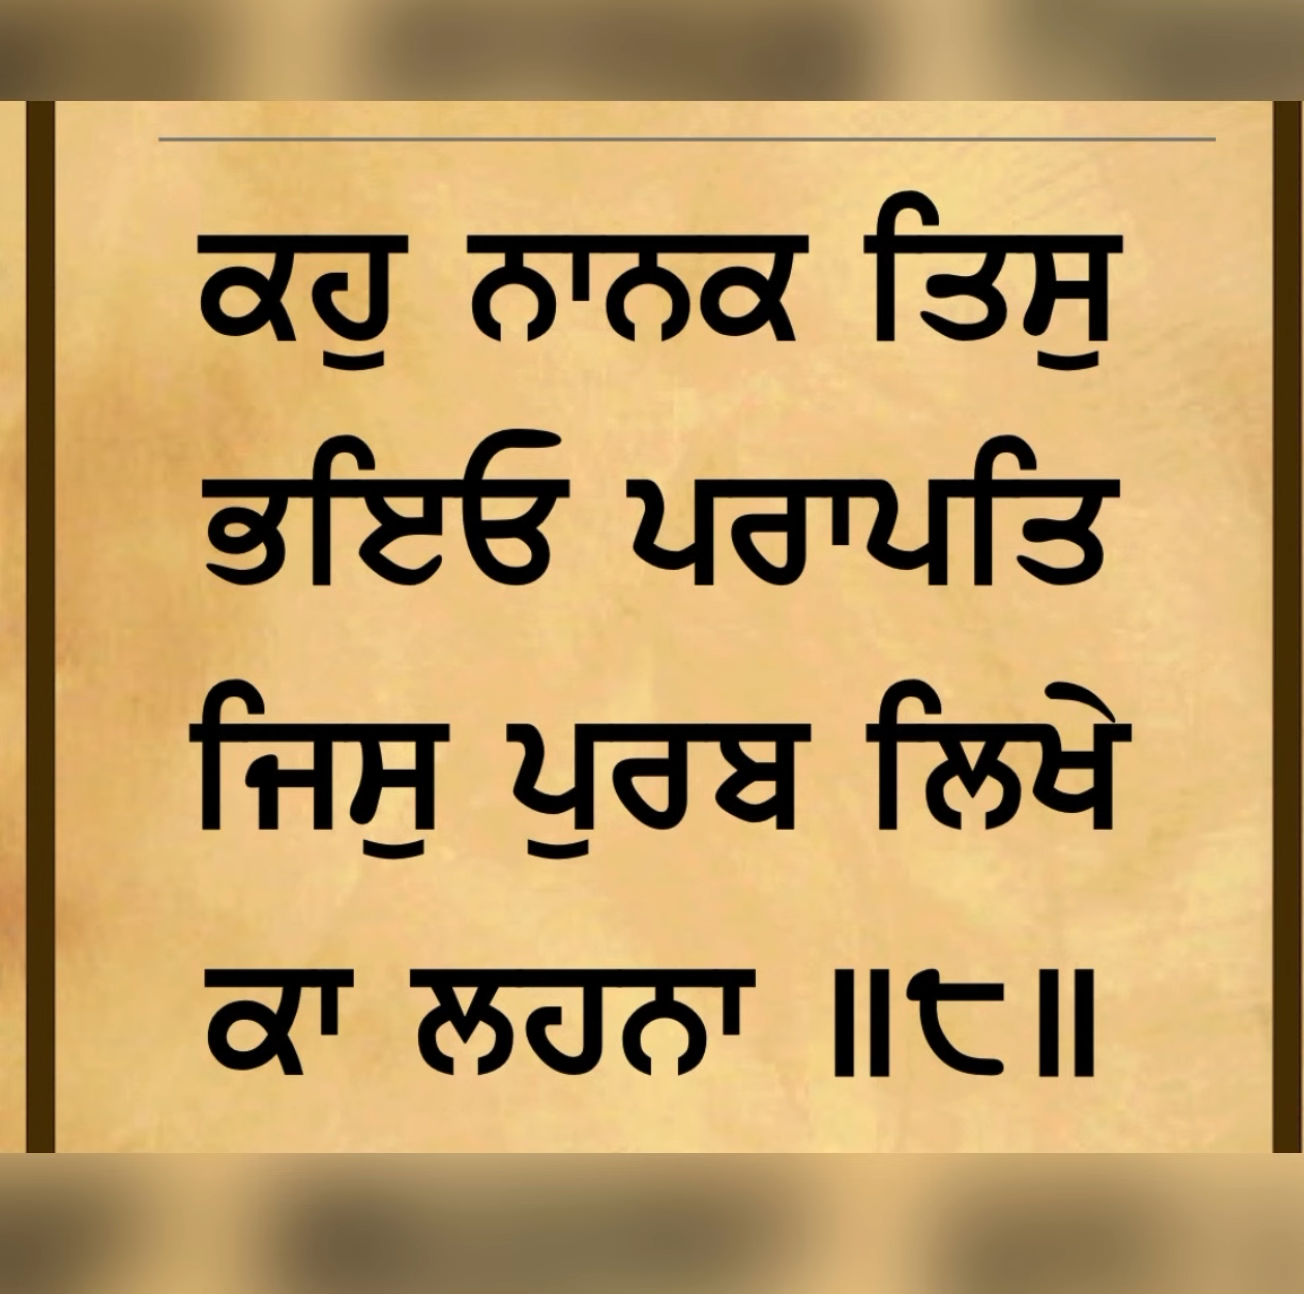 ਕਹੁ ਨਾਨਕ ਤਿਸੁ
ਭਇਓ ਪਰਾਪਤਿ
ਜਿਸੁ ਪੁਰਬ ਲਿਖੇ
ਕਾ ਲਹਨਾ ॥੮॥